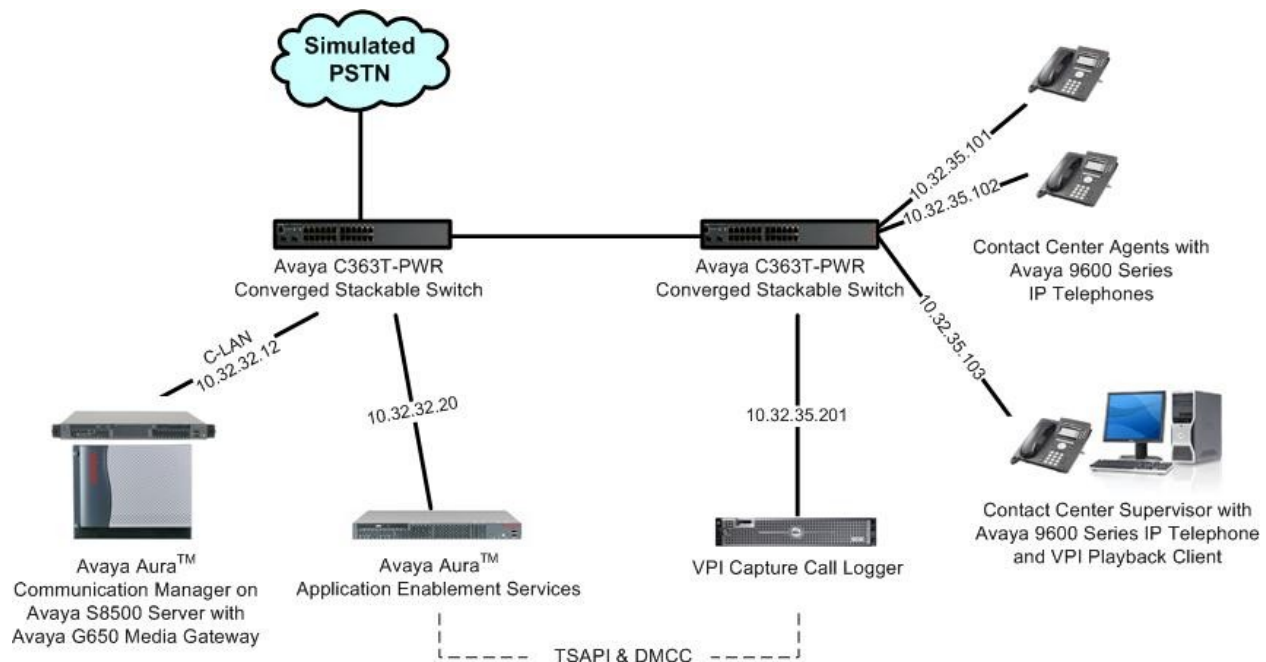 Simulated
PSTN
10.32.35.101
10.32.35.102
Contact Center Agents with
Avaya 9600 Series
IP Telephones
Avaya C363T-PWR
Converged Stackable Switch
Avaya C363T-PWR
Converged Stackable Switch
10.32.35.103
C-LAN
10.32.32.12
10.32.32.20
10.32.35.201
Avaya Aura™
Communication Manager on
Avaya S8500 Server with
Avaya G650 Media Gateway
Avaya Aura™
Application Enablement Services
VPI Capture Call Logger
Contact Center Supervisor with
Avaya 9600 Series IP Telephone
and VPI Playback Client
TSAPI & DMCC